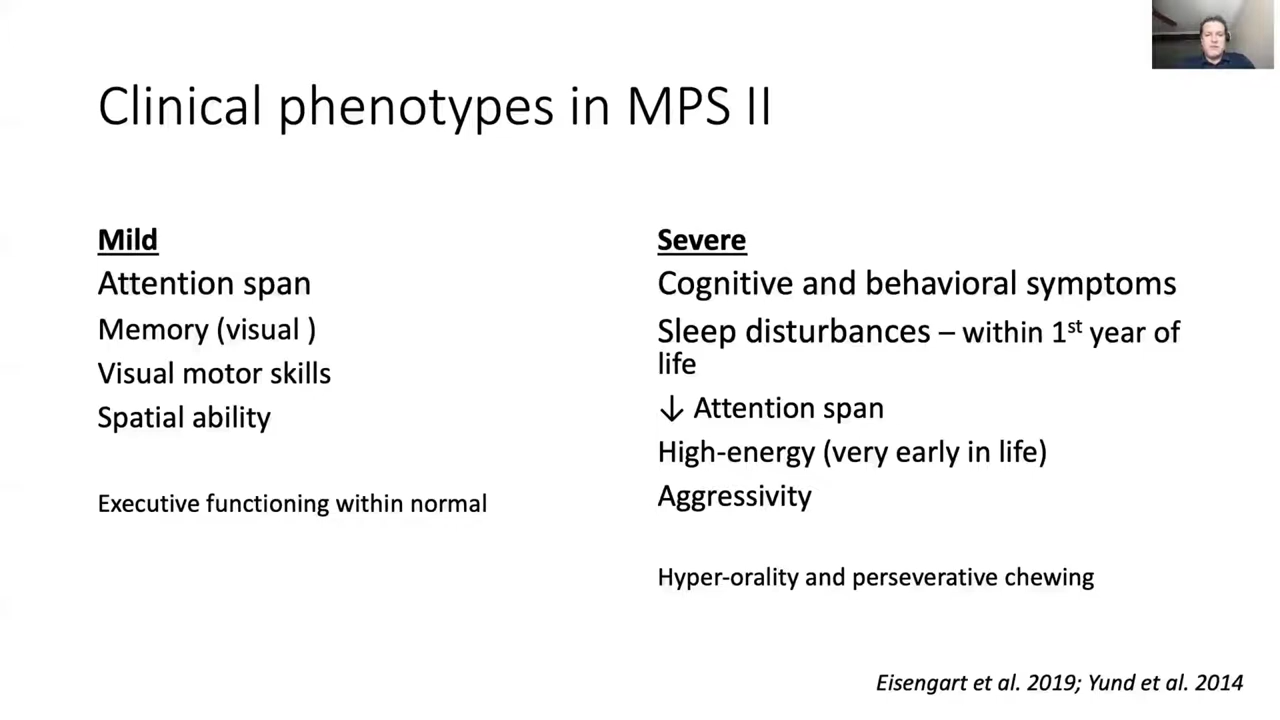 Clinical phenotypes in MPS II
Mild
Attention span
Memory (visual )
Visual motor skills
Spatial ability
Executive functioning within normal
Severe
Cognitive and behavioral symptoms
Sleep disturbances – within 1st year of
life
↓ Attention span
High-energy (very early in life)
Aggressivity
Hyper-orality and perseverative chewing
Eisengart et al. 2019; Yund et al. 2014